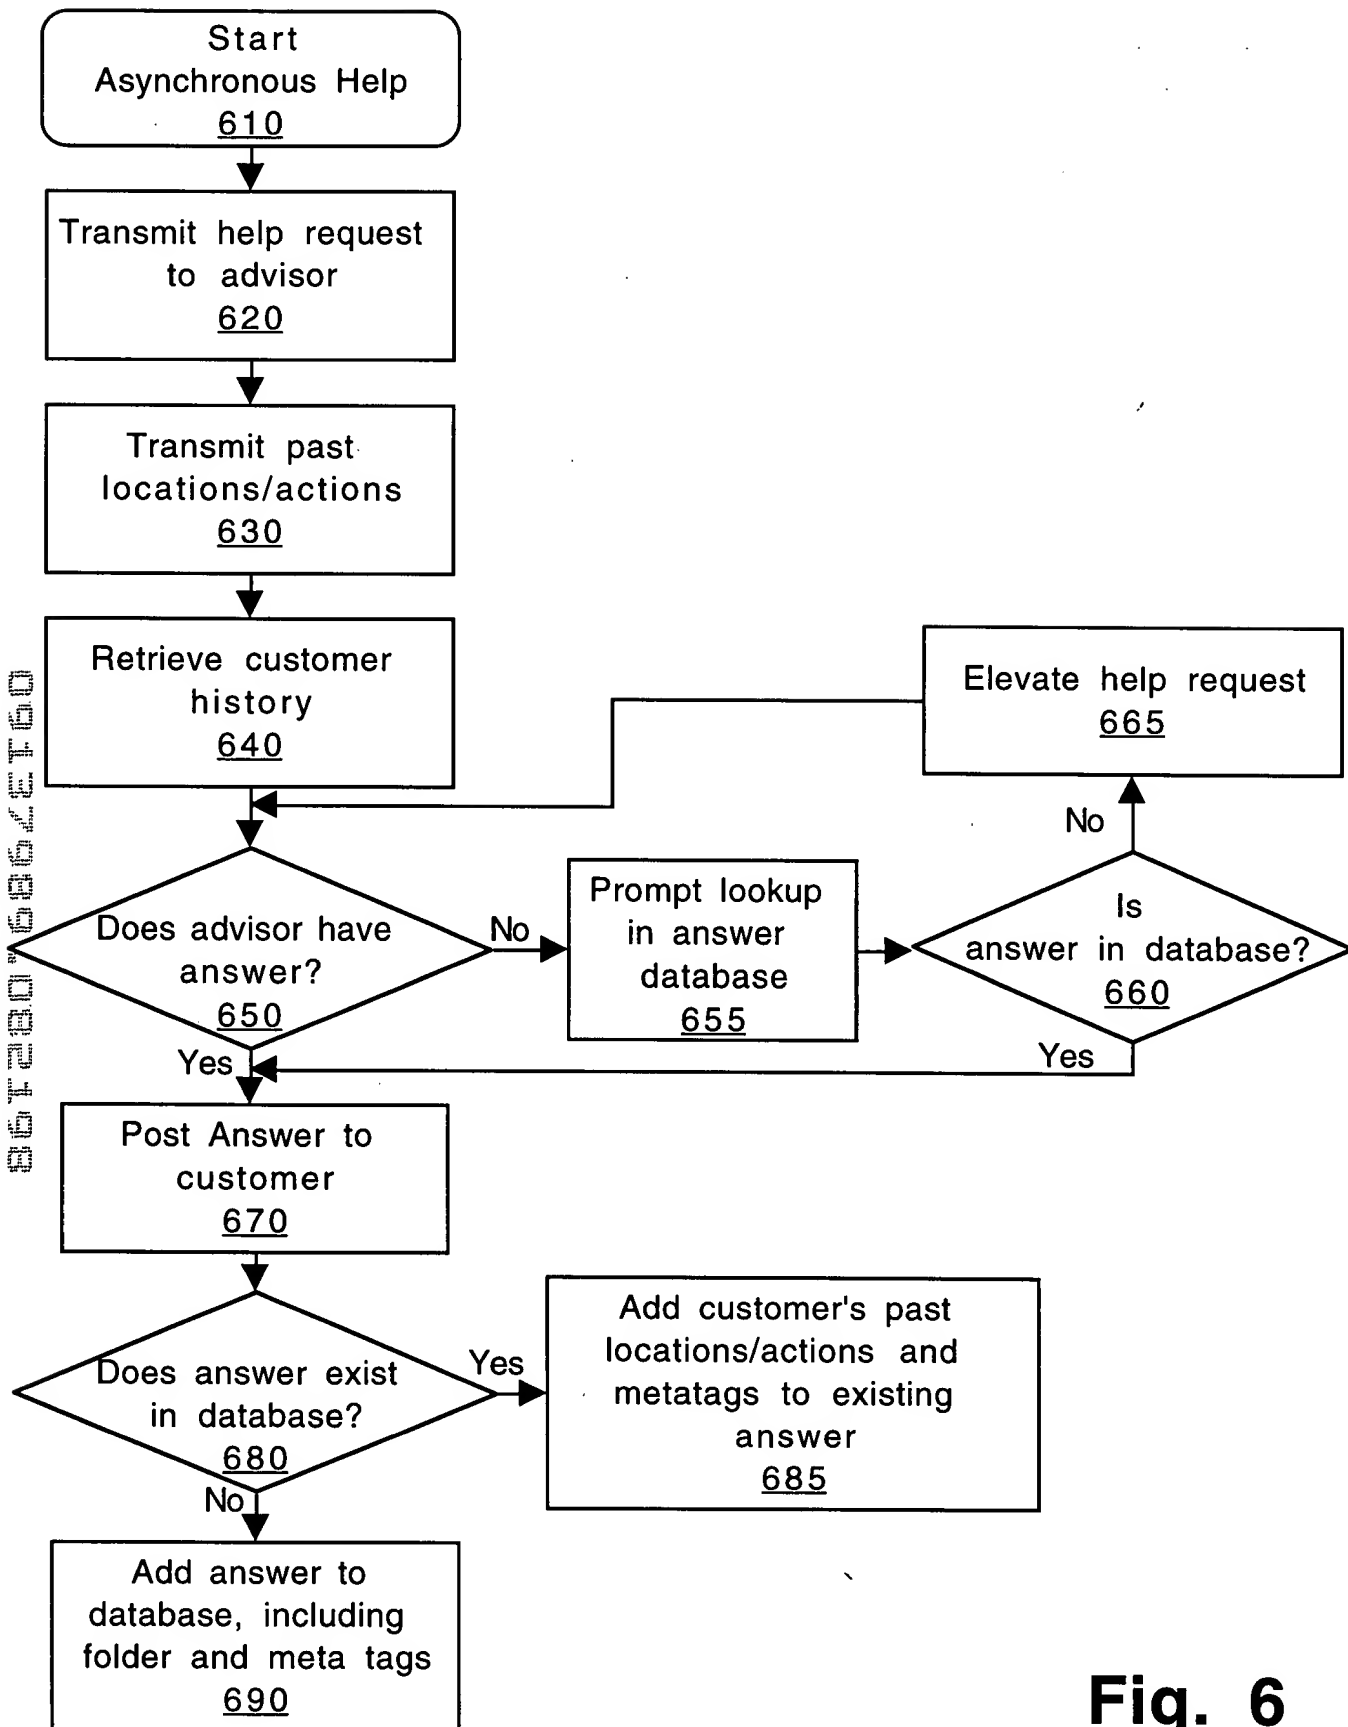 Start
Asynchronous Help
610
Transmit help request
to advisor
620
Transmit past
locations/actions
630
Retrieve customer
history
640
Elevate help request
665
No
Does advisor have
answer?
650
No
Prompt lookup
in answer
database
655
Is
answer in database?
660
Yes
Yes
Post Answer to
customer
670
Does answer exist
in database?
680
Yes
Add customer's past
locations/actions and
metatags to existing
answer
685
No
Add answer to
database, including
folder and meta tags
690
Fig. 6